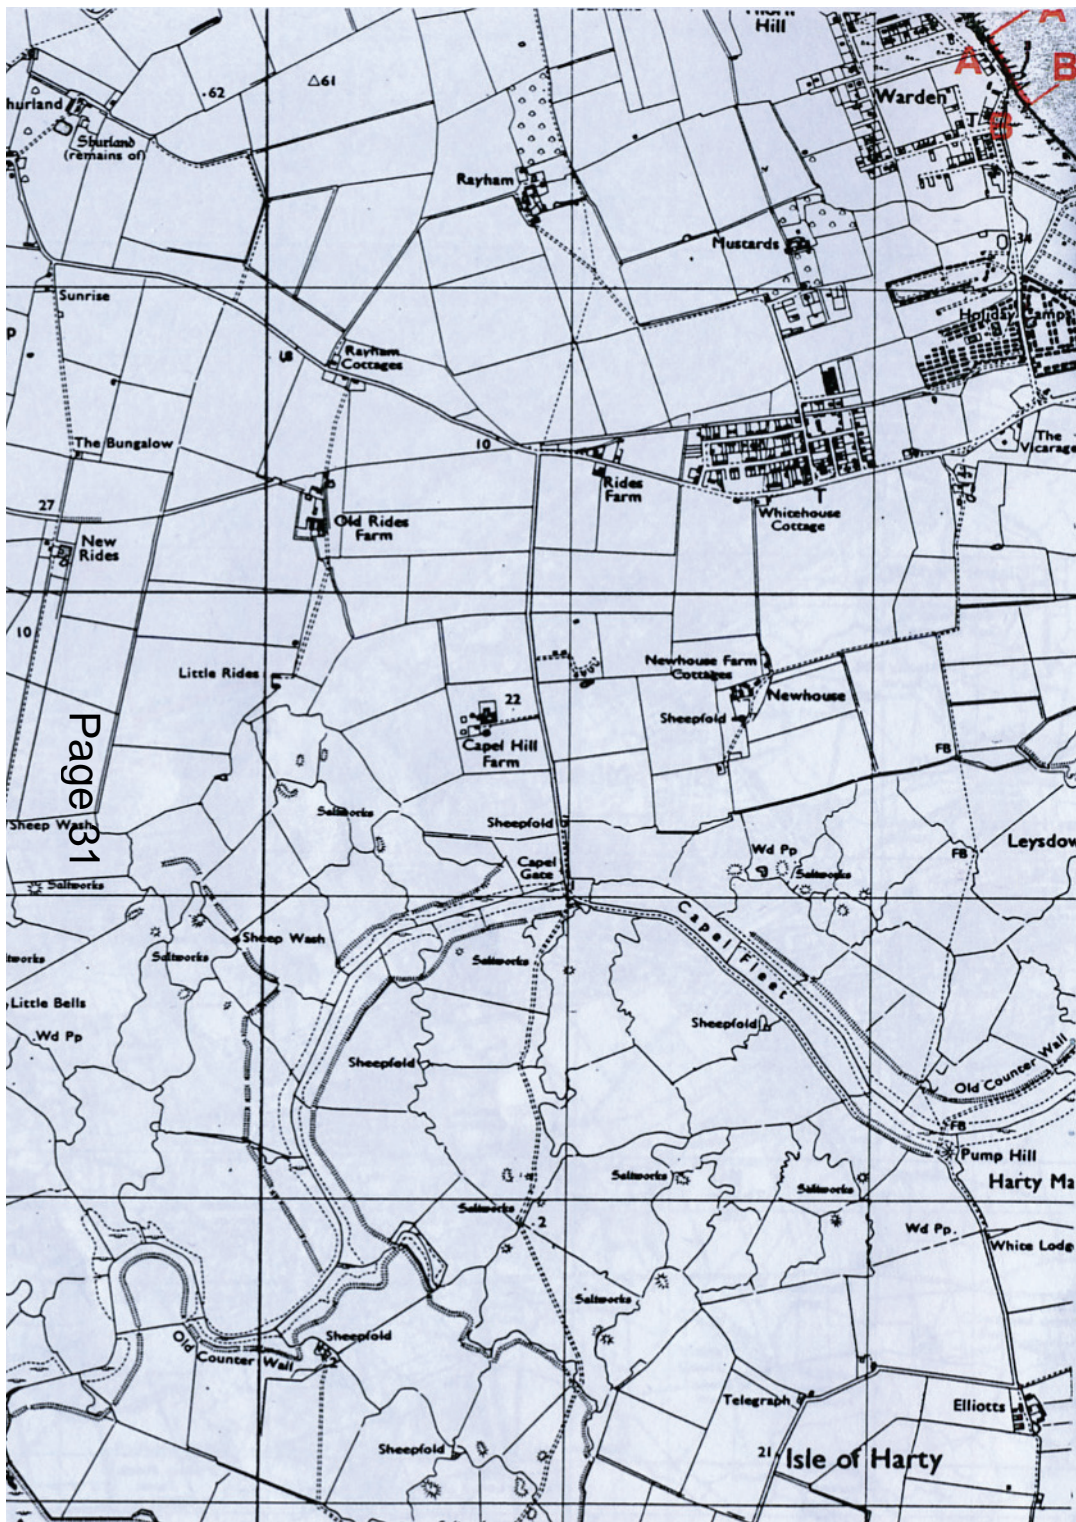 Hill
A
A
B
B
3
△61
.62
hurland
Shurland
(remains of)
Warden
T
Rayham
Mustards
34
Sunrise
P
Holiday Camps
18
Rayham
Cottages
10
The Bungalow
The
Vicarage
Rides
Farm
T
Whitehouse
Cottage
27
Old Rides
Farm
New
Rides
10
Little Rides
Newhouse Farm
Cottages
Newhouse
22
Sheepfold
Capel Hill
Farm
FB
Page 31
Saltworks
Sheep Wash
Sheepfold
Leysdow
Wd Pp
FB
Capel
Gate
Saltworks
Saltworks
Capel Fleet
Sheep Wash
Saltworks
ltworks
Saltworks
Little Bells
Sheepfold
Wd Pp
Sheepfold
Old Counter Wall
FB
Pump Hill
Saltworks
Saltworks
Harty Ma
Saltworks
2
Wd Pp
White Lodge
Saltworks
Old Counter Wall
Sheepfold
Telegraph
Elliotts
Sheepfold
21
Isle of Harty